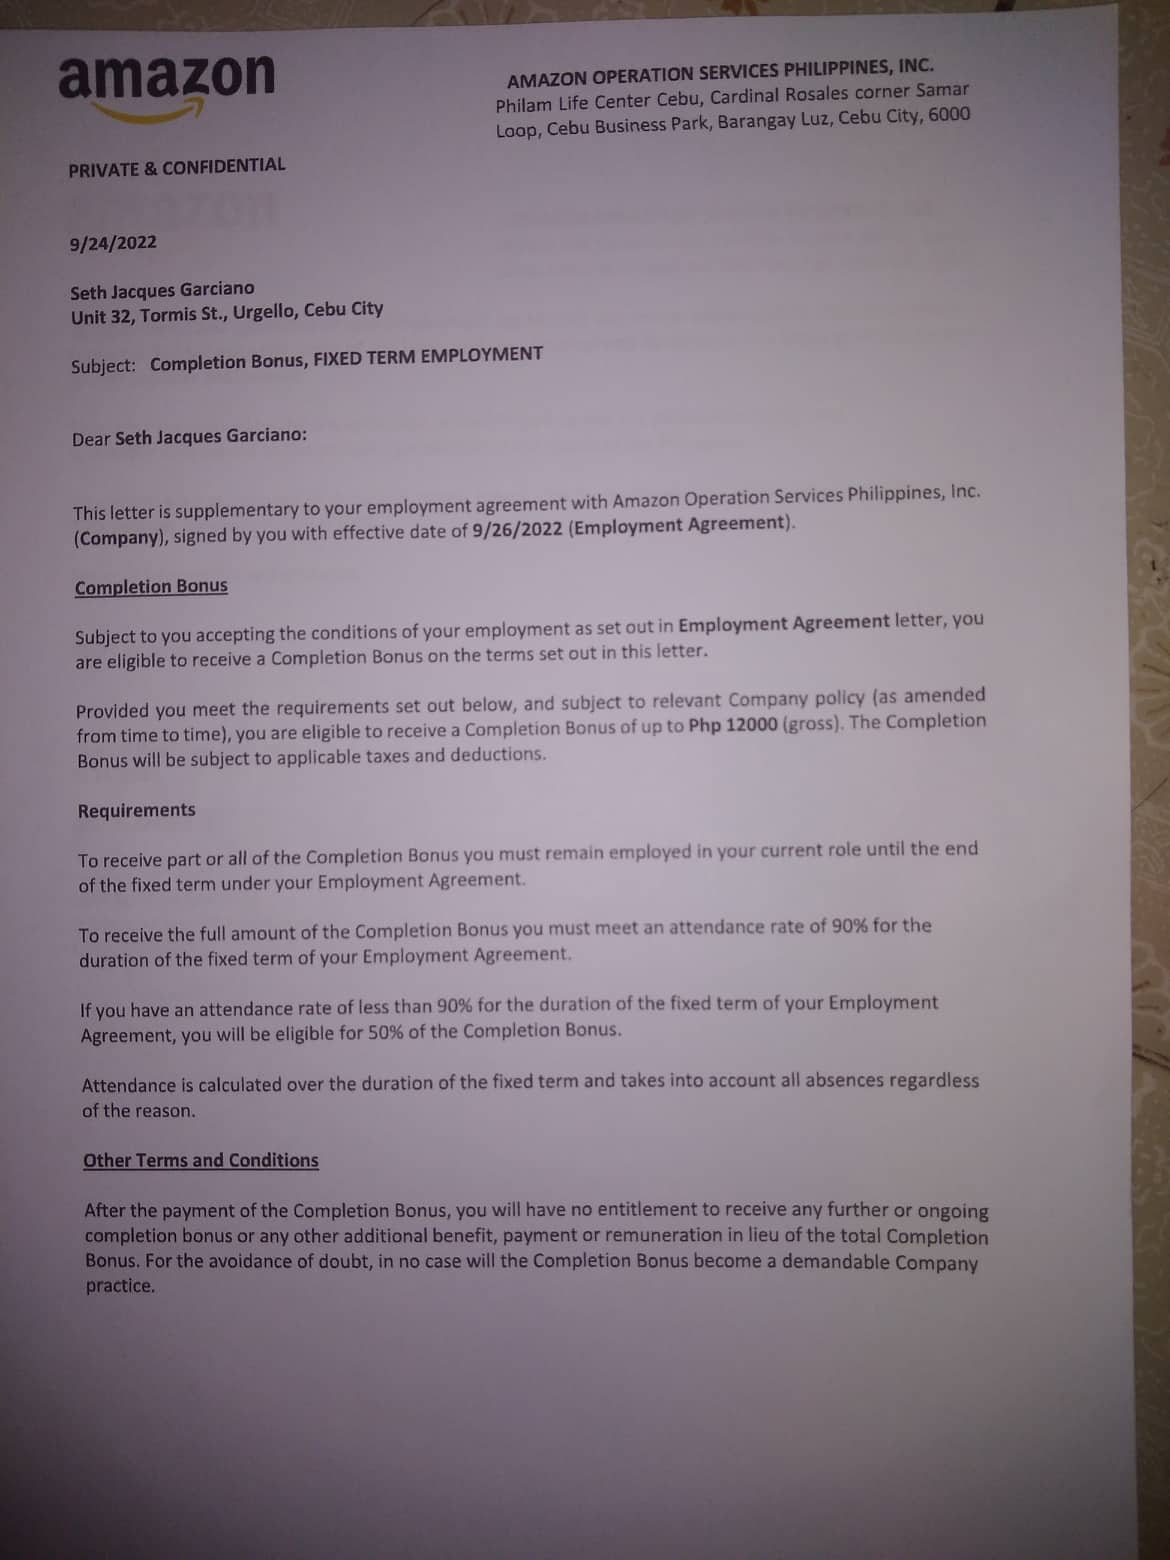 amazon
AMAZON OPERATION SERVICES PHILIPPINES, INC.
Philam Life Center Cebu, Cardinal Rosales corner Samar
Loop, Cebu Business Park, Barangay Luz, Cebu City, 6000
PRIVATE & CONFIDENTIAL
9/24/2022
Seth Jacques Garciano
Unit 32, Tormis St., Urgello, Cebu City
Subject: Completion Bonus, FIXED TERM EMPLOYMENT
Dear Seth Jacques Garciano:
This letter is supplementary to your employment agreement with Amazon Operation Services Philippines, Inc.
(Company), signed by you with effective date of 9/26/2022 (Employment Agreement).
Completion Bonus
Subject to you accepting the conditions of your employment as set out in Employment Agreement letter, you
are eligible to receive a Completion Bonus on the terms set out in this letter.
Provided you meet the requirements set out below, and subject to relevant Company policy (as amended
from time to time), you are eligible to receive a Completion Bonus of up to Php 12000 (gross). The Completion
Bonus will be subject to applicable taxes and deductions.
Requirements
To receive part or all of the Completion Bonus you must remain employed in your current role until the end
of the fixed term under your Employment Agreement.
To receive the full amount of the Completion Bonus you must meet an attendance rate of 90% for the
duration of the fixed term of your Employment Agreement.
If you have an attendance rate of less than 90% for the duration of the fixed term of your Employment
Agreement, you will be eligible for 50% of the Completion Bonus.
Attendance is calculated over the duration of the fixed term and takes into account all absences regardless
of the reason.
Other Terms and Conditions
After the payment of the Completion Bonus, you will have no entitlement to receive any further or ongoing
completion bonus or any other additional benefit, payment or remuneration in lieu of the total Completion
Bonus. For the avoidance of doubt, in no case will the Completion Bonus become a demandable Company
practice.